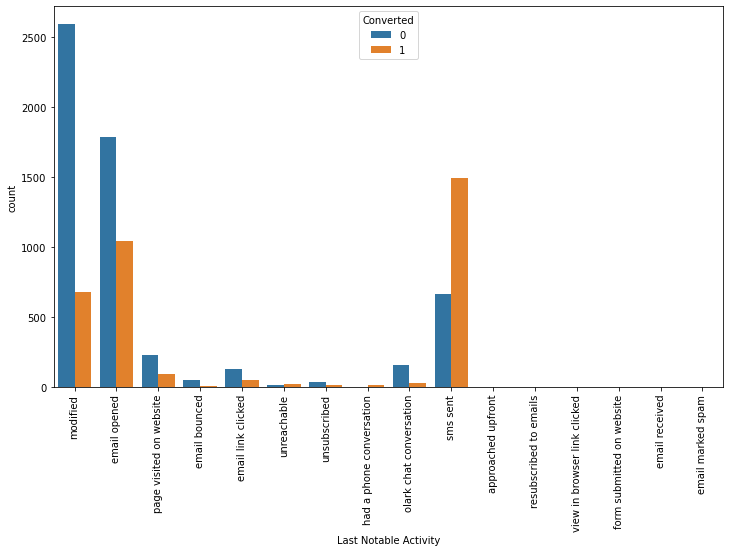 Converted
0
1
2500
2000
1500
1000
500
0
count
modified
email opened
page visited on website
email bounced
email link clicked
unreachable
unsubscribed
had a phone conversation
olark chat conversation
sms sent
approached upfront
resubscribed to emails
view in browser link clicked
form submitted on website
email received
email marked spam
Last Notable Activity